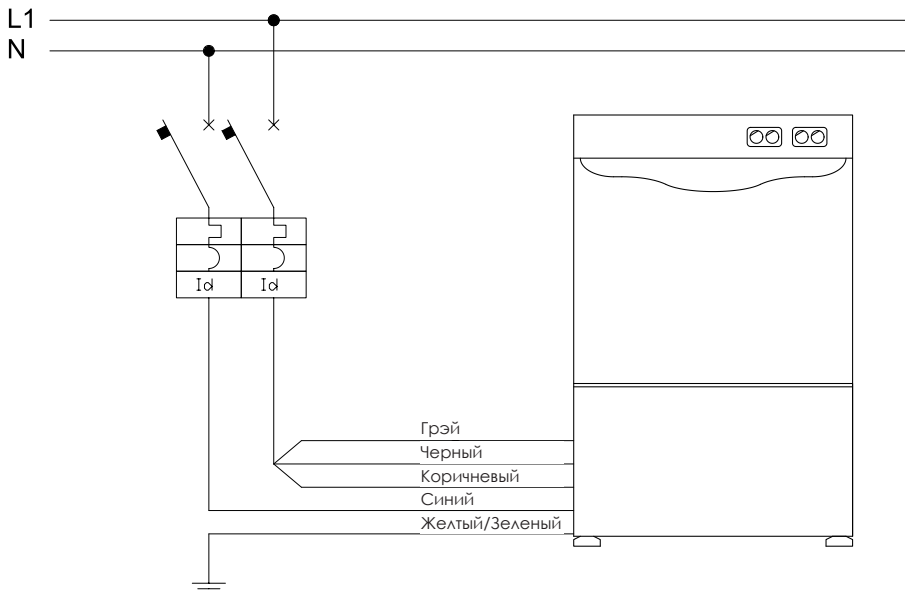 L1
N
Id Id
Грэй
Черный
Коричневый
Синий
Желтый/Зеленый